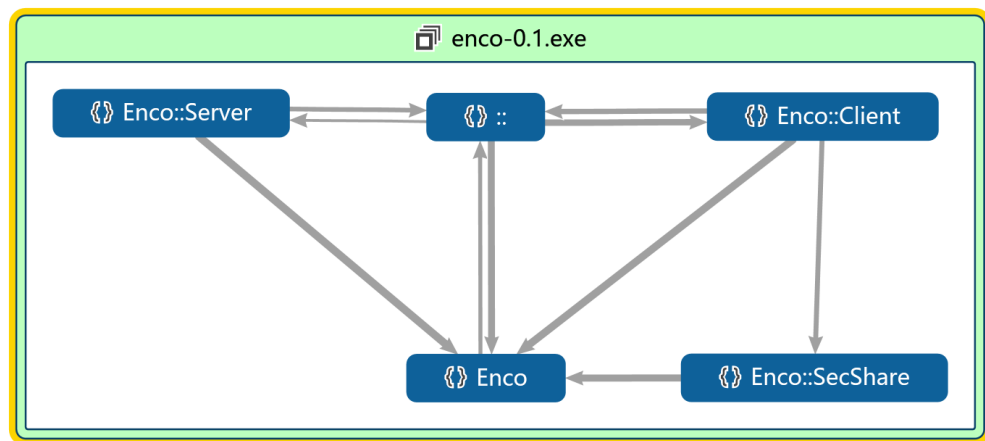 enco-0.1.exe
Enco::Server
::
Enco::Client
Enco
Enco::SecShare